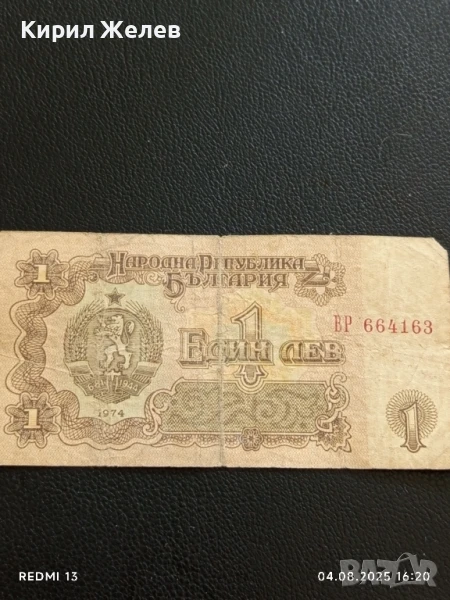 Кирил Желев
Народна Република
България
1
ВР 664163
1
Един лев
1974
1
1
REDMI 13
04.08.2025 16:20
BAZAR